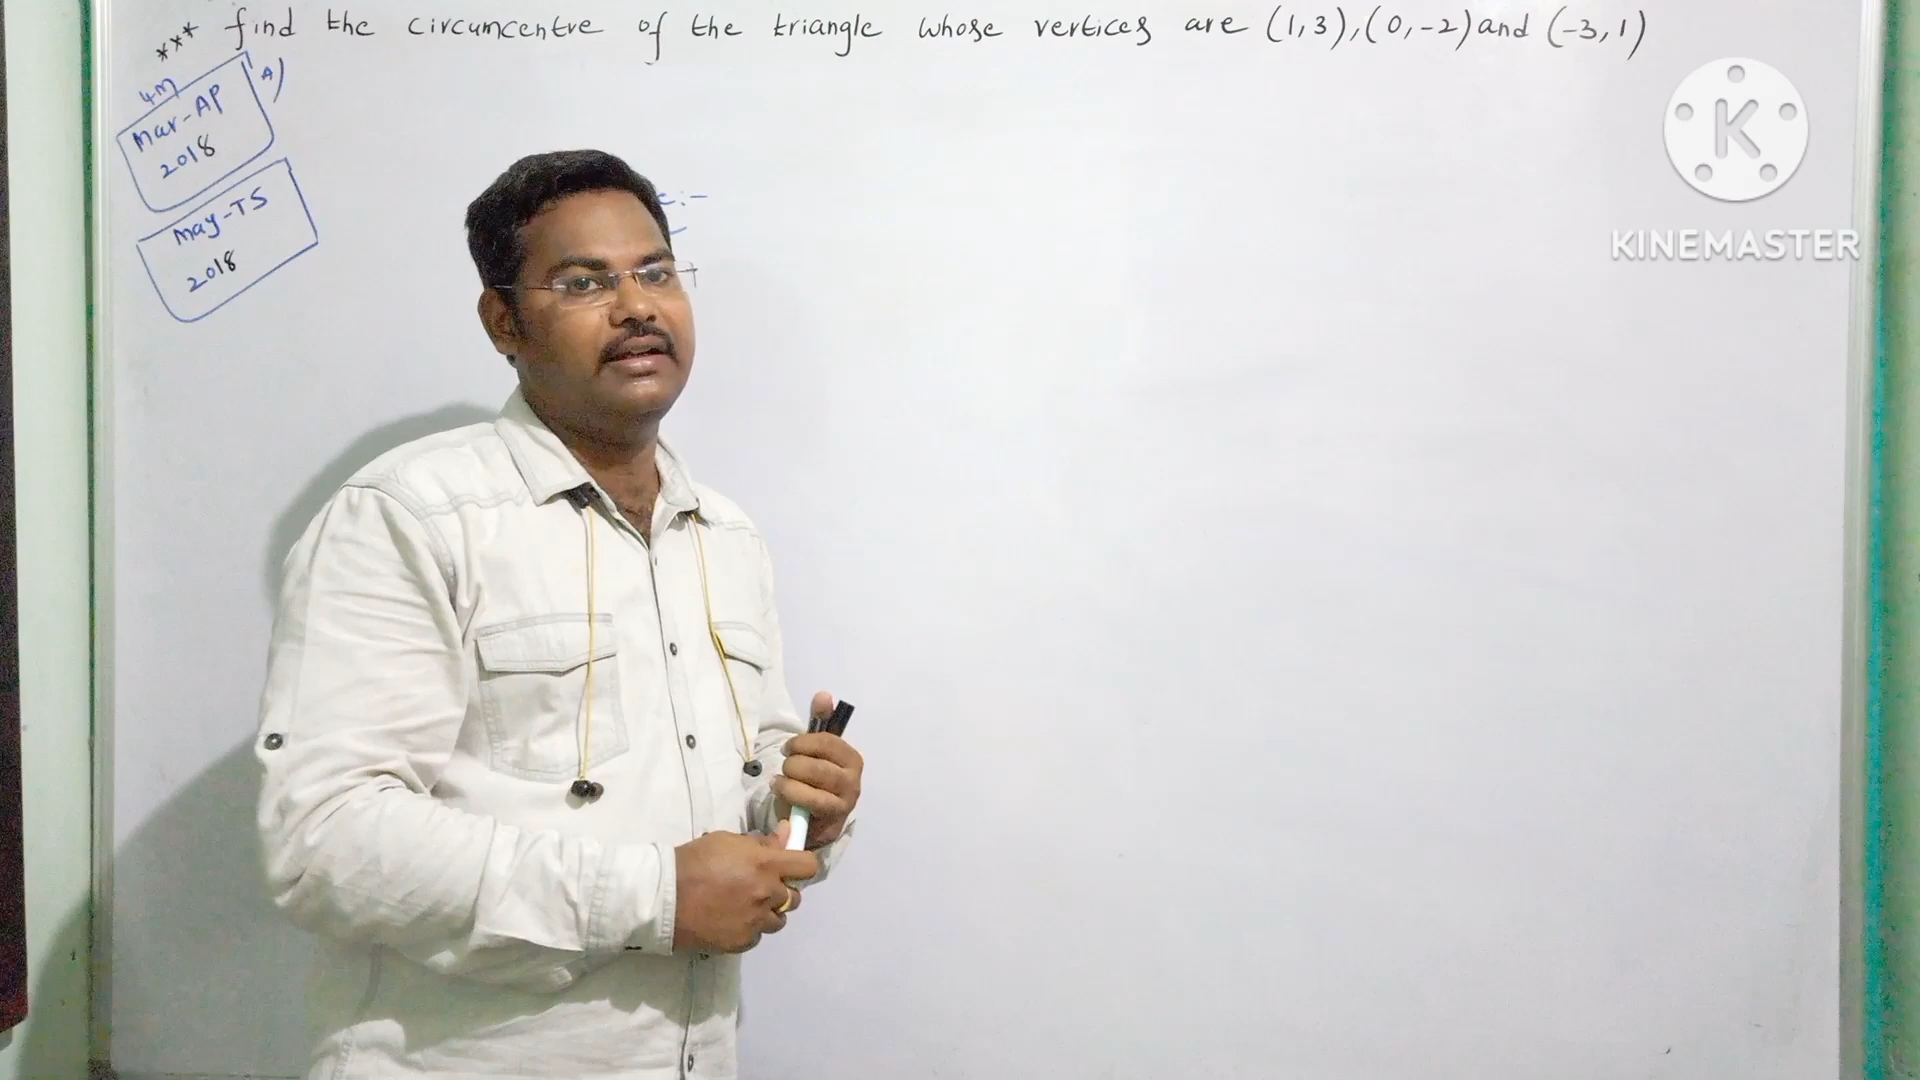 *** find the circumcentre of the triangle whose vertices are (1,3),(0,-2) and (-3,1)
4M
Mar-AP
2018
A)
May-TS
2018
c:-
K
KINEMASTER